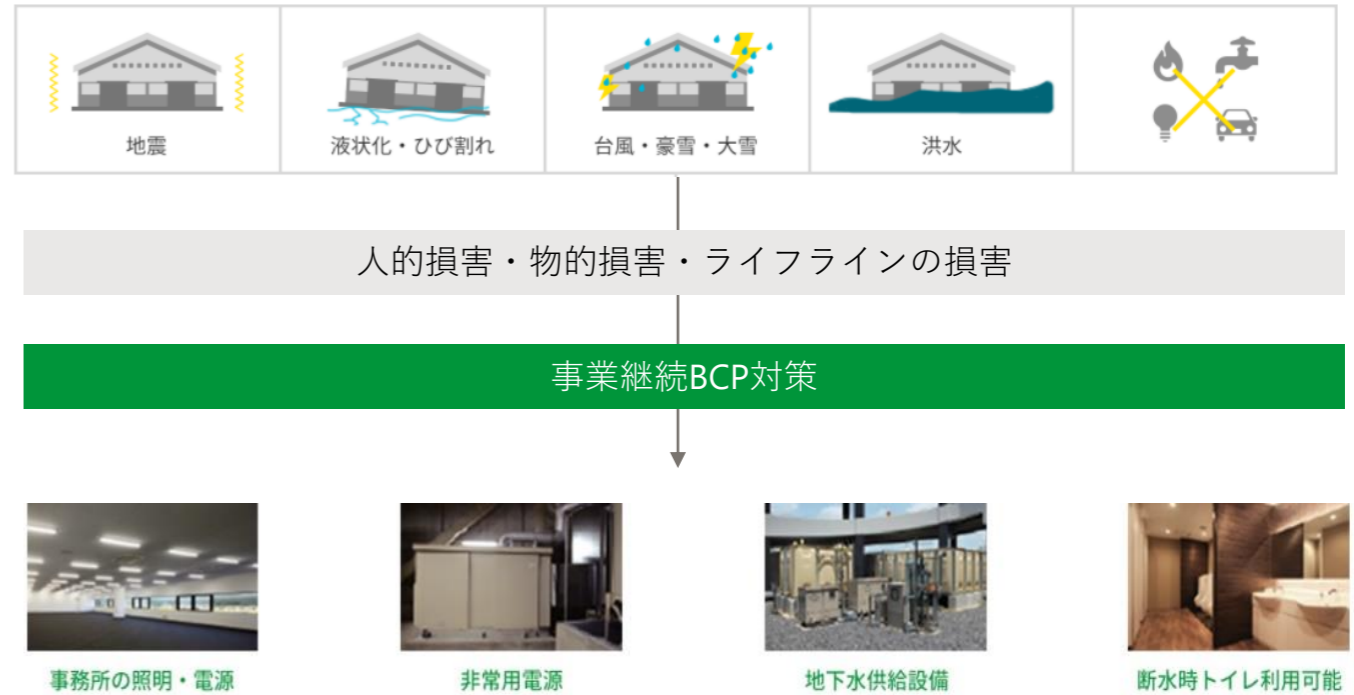 地震
液状化・ひび割れ
台風・豪雪・大雪
洪水
人的損害・物的損害・ライフラインの損害
事業継続BCP対策
事務所の照明・電源
非常用電源
地下水供給設備
断水時トイレ利用可能